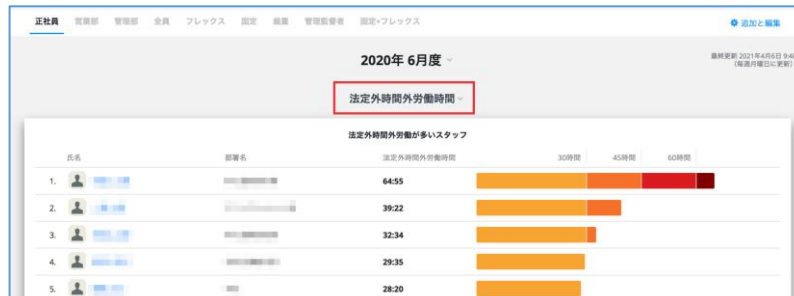 正社員 営業部 管理部 全員 フレックス 固定 裁量 管理監督者 固定+フレックス 追加と編集
2020年 6月度
最終更新 2021年4月6日 9:4
(毎週月曜日に更新)
法定外時間外労働時間
法定外時間外労働が多いスタッフ
氏名 部署名 法定外時間外労働時間 30時間 45時間 60時間
1. 64:55
2. 39:22
3. 32:34
4. 29:35
5. 28:20